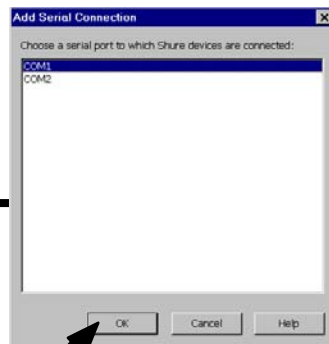 Add Serial Connection
Choose a serial port to which Shure devices are connected:
COM1
COM2
OK
Cancel
Help